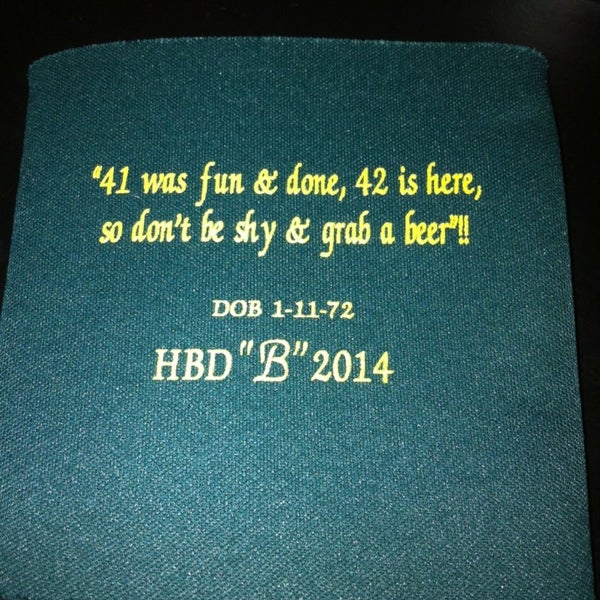 "41 was fun & done, 42 is here,
so don't be shy & grab a beer"!!
DOB 1-11-72
HBD "B" 2014